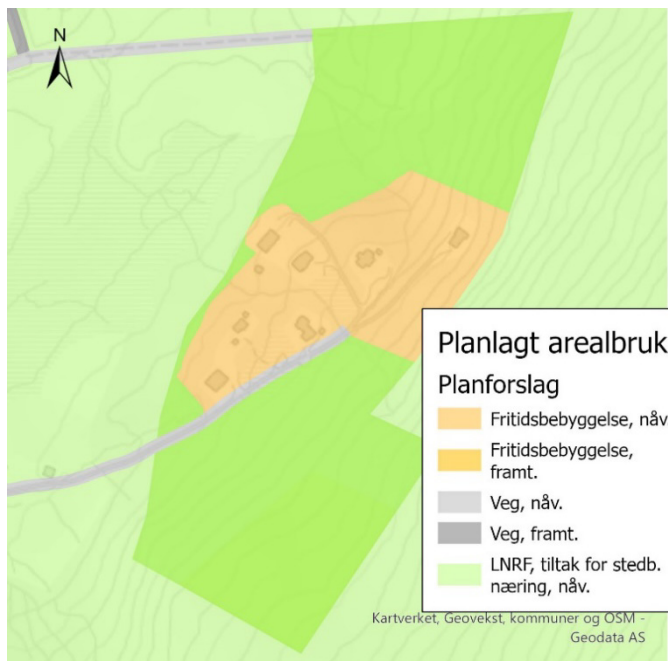 N
Planlagt arealbruk
Planforslag
Fritidsbebyggelse, nåv
Fritidsbebyggelse,
framt.
Veg, nåv.
Veg, framt.
LNRF, tiltak for stedb.
næring, nåv.
Kartverket, Geovekst, kommuner og OSM -
Geodata AS